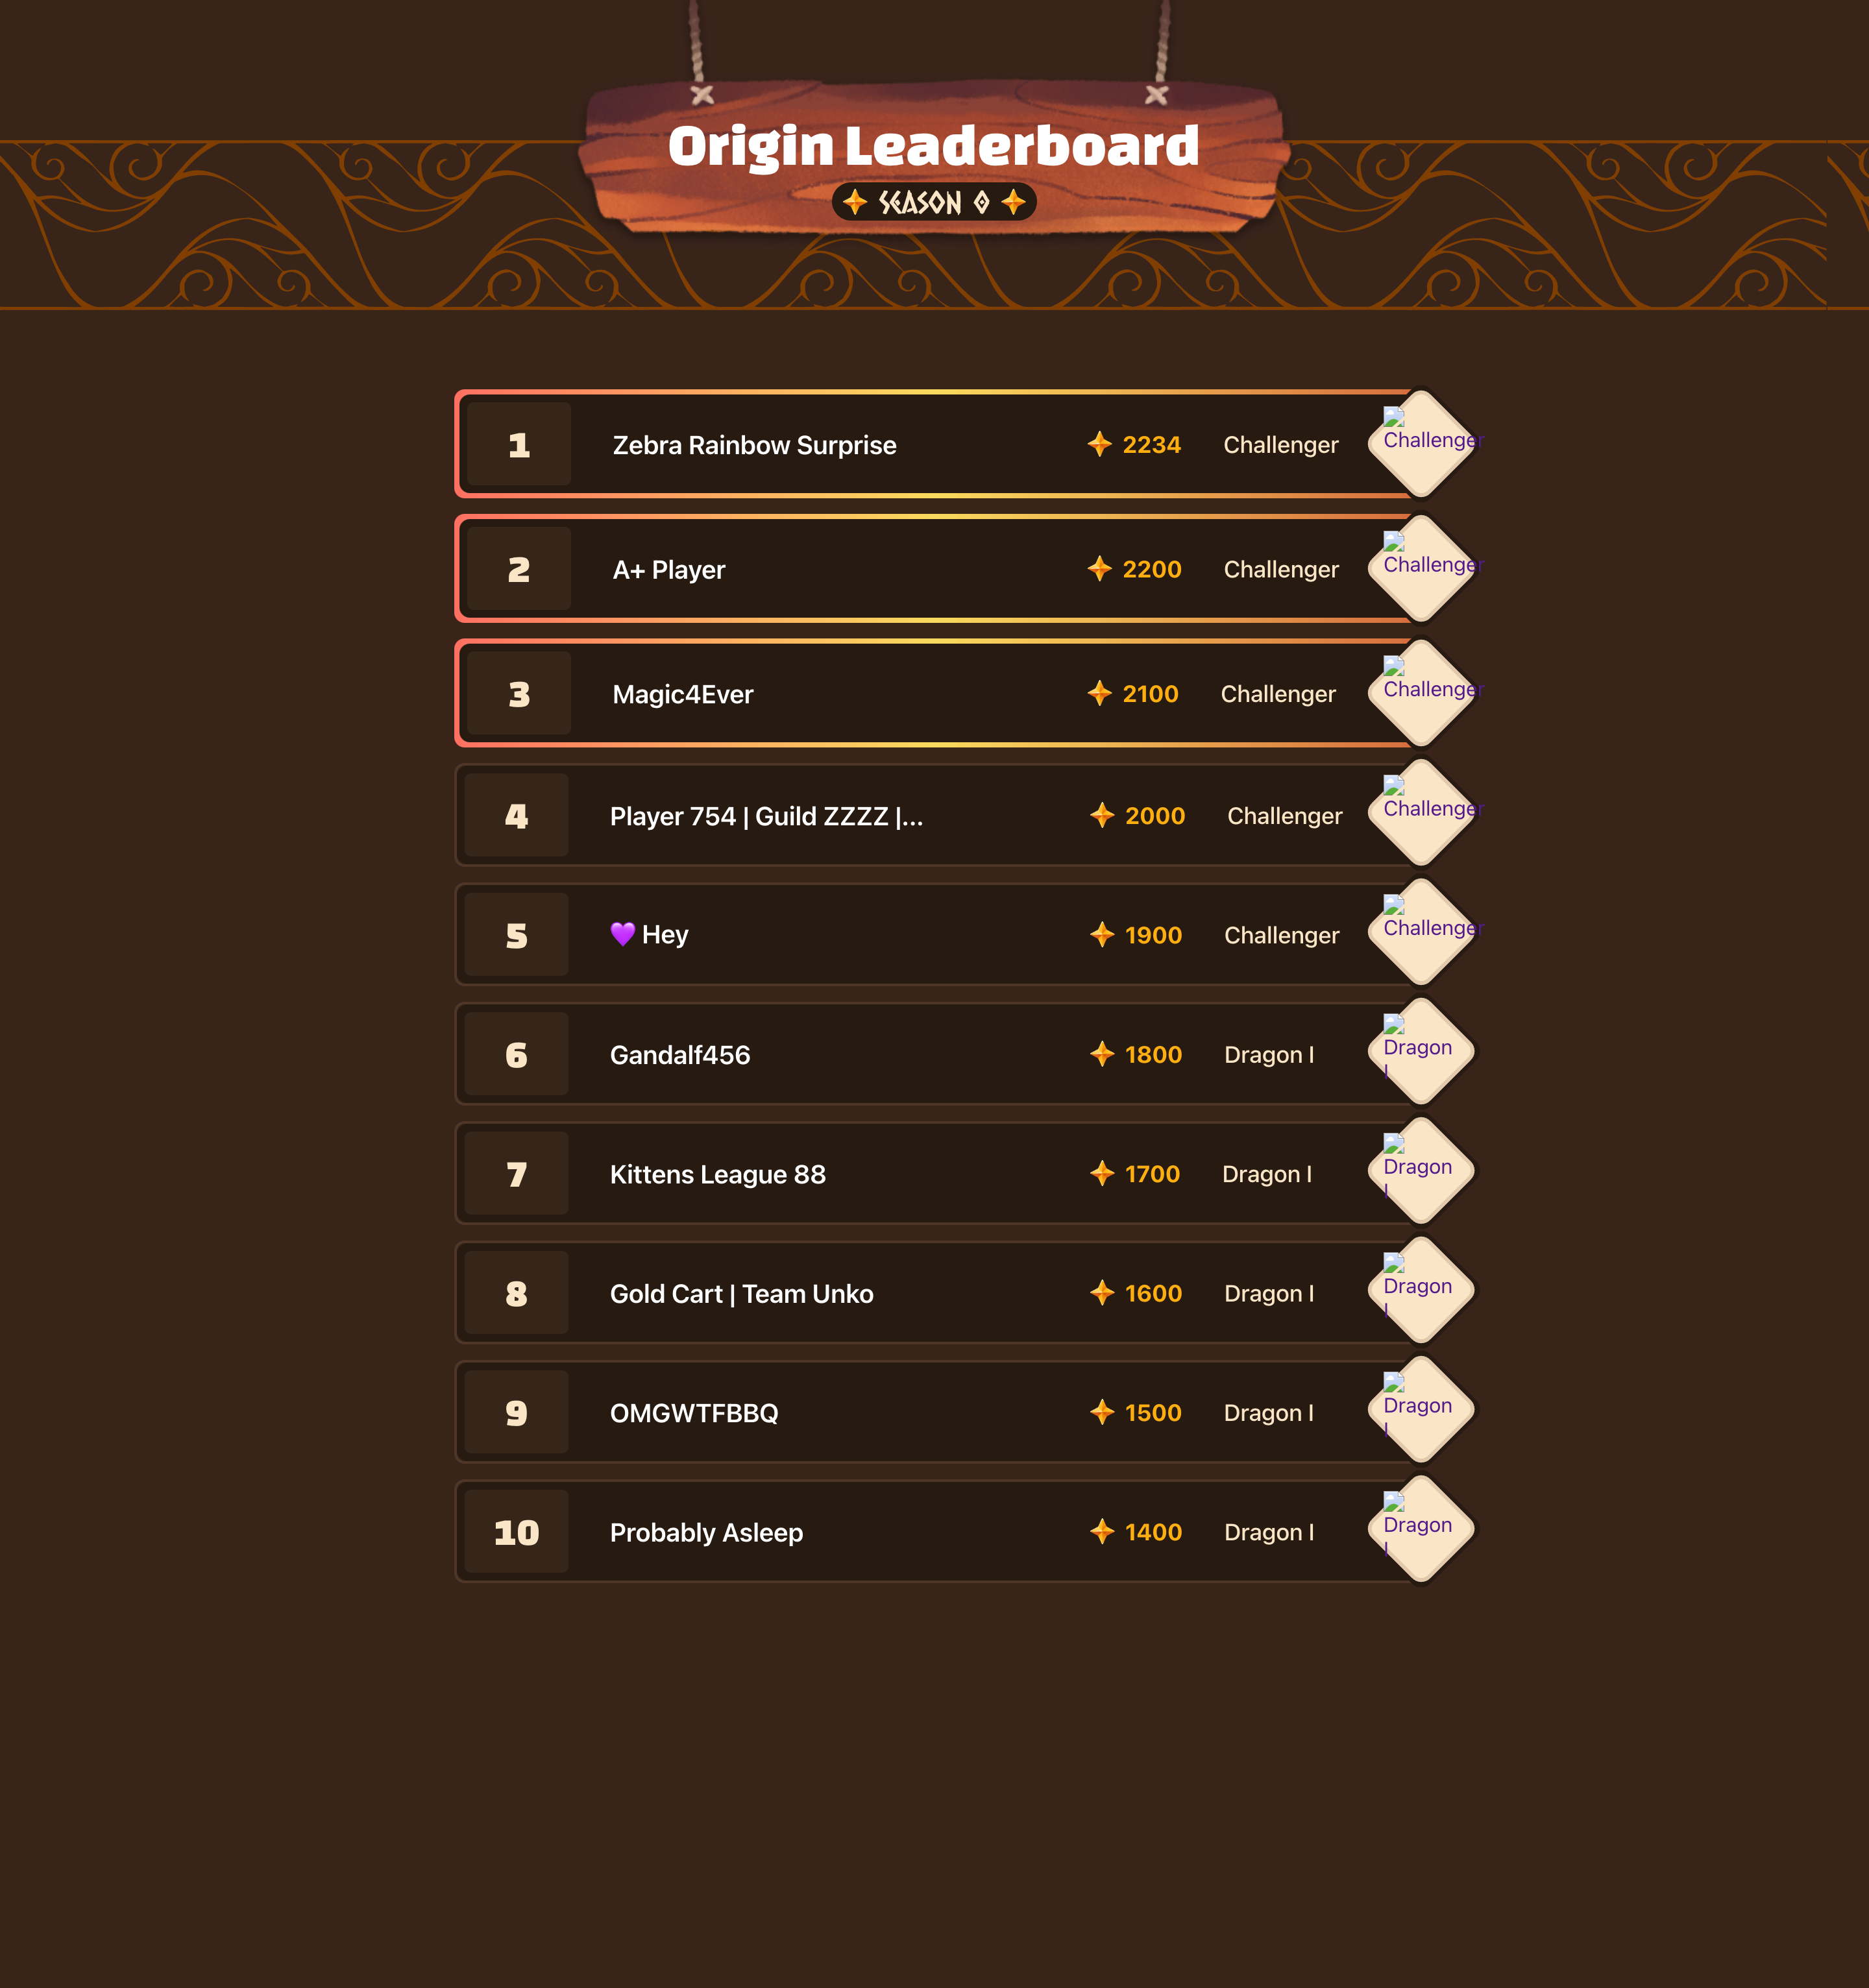 Origin Leaderboard
SEASON 0
1 Zebra Rainbow Surprise 2234 Challenger Challenger
2 A+ Player 2200 Challenger Challenger
3 Magic4Ever 2100 Challenger Challenger
4 Player 754 | Guild ZZZZ |... 2000 Challenger Challenger
5 💜 Hey 1900 Challenger Challenger
6 Gandalf456 1800 Dragon I Dragon I
7 Kittens League 88 1700 Dragon I Dragon I
8 Gold Cart | Team Unko 1600 Dragon I Dragon I
9 OMGWTFBBQ 1500 Dragon I Dragon I
10 Probably Asleep 1400 Dragon I Dragon I